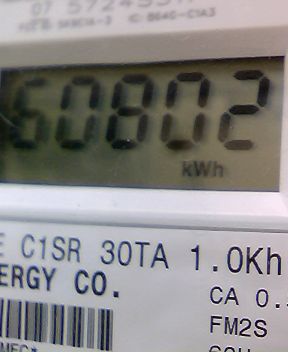 60802
kWh
C1SR 30TA 1.0Kh
ERGY CO.
CA 0.
FM2S